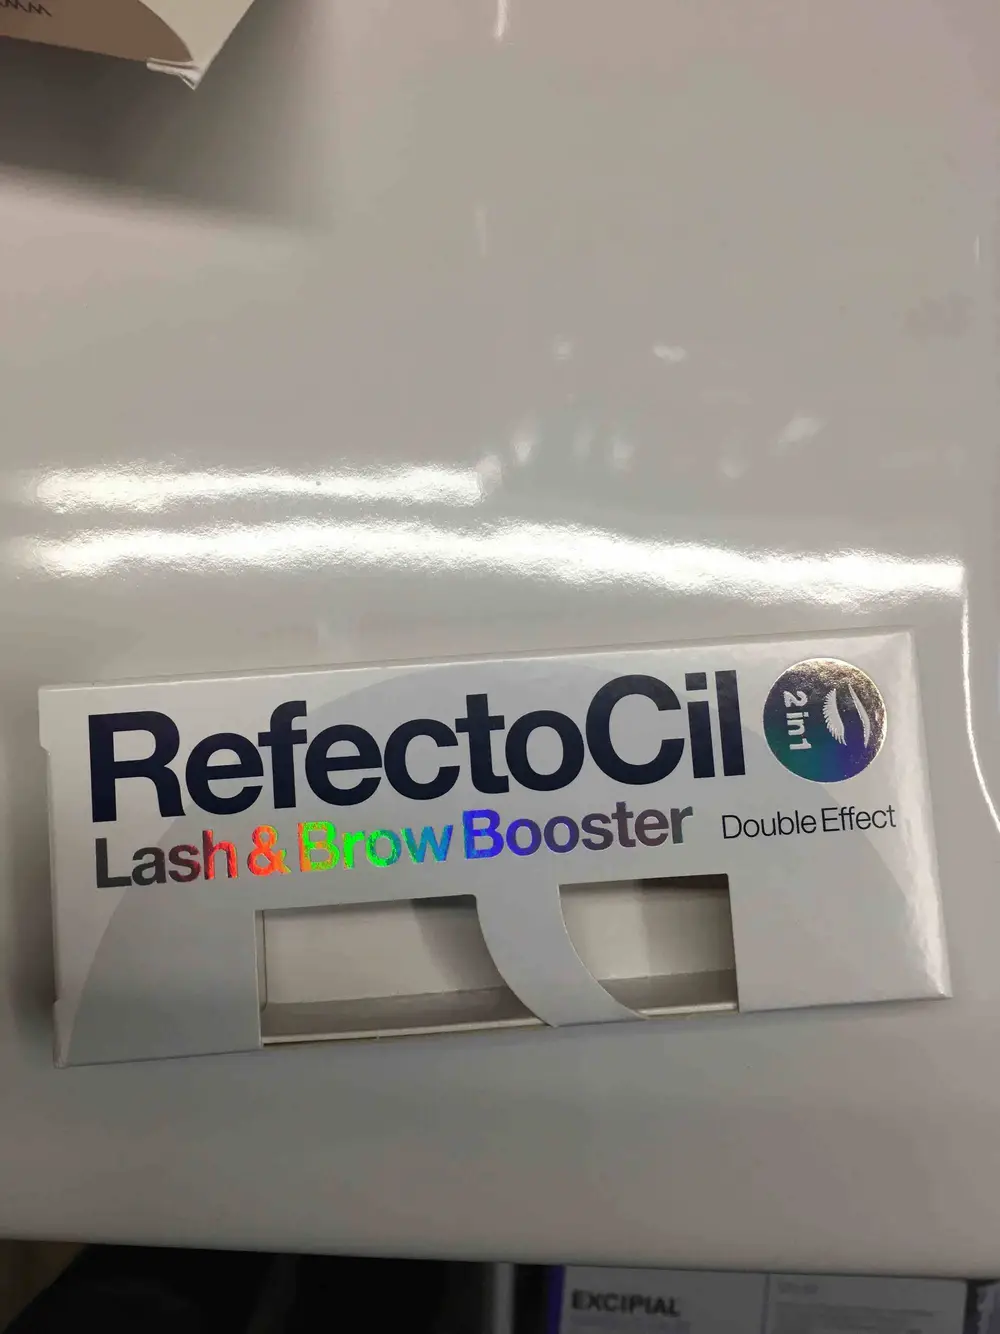 RefectoCil
2in1
Lash & Brow Booster
Double Effect
EXCIPIAL